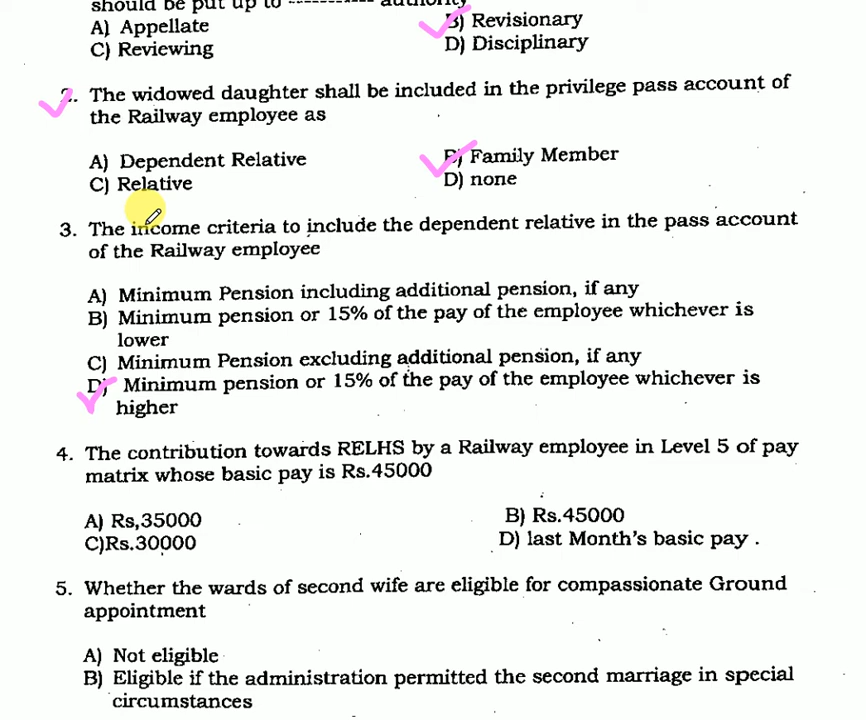 should be put up to ----------- authority
A) Appellate
B) Revisionary
C) Reviewing
D) Disciplinary
2. The widowed daughter shall be included in the privilege pass account of
the Railway employee as
A) Dependent Relative
B) Family Member
C) Relative
D) none
3. The income criteria to include the dependent relative in the pass account
of the Railway employee
A) Minimum Pension including additional pension, if any
B) Minimum pension or 15% of the pay of the employee whichever is
lower
C) Minimum Pension excluding additional pension, if any
D) Minimum pension or 15% of the pay of the employee whichever is
higher
4. The contribution towards RELHS by a Railway employee in Level 5 of pay
matrix whose basic pay is Rs.45000
A) Rs,35000
B) Rs.45000
C)Rs.30000
D) last Month's basic pay .
5. Whether the wards of second wife are eligible for compassionate Ground
appointment
A) Not eligible
B) Eligible if the administration permitted the second marriage in special
circumstances